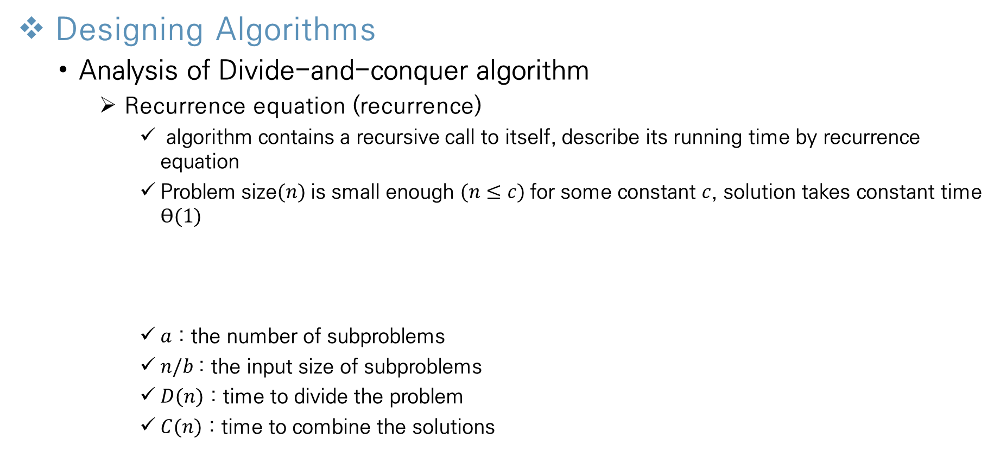 ❖ Designing Algorithms
• Analysis of Divide-and-conquer algorithm
➢ Recurrence equation (recurrence)
✓ algorithm contains a recursive call to itself, describe its running time by recurrence
equation
✓ Problem size(n) is small enough (n ≤ c) for some constant c, solution takes constant time
Θ(1)
✓ a : the number of subproblems
✓ n/b : the input size of subproblems
✓ D(n) : time to divide the problem
✓ C(n) : time to combine the solutions